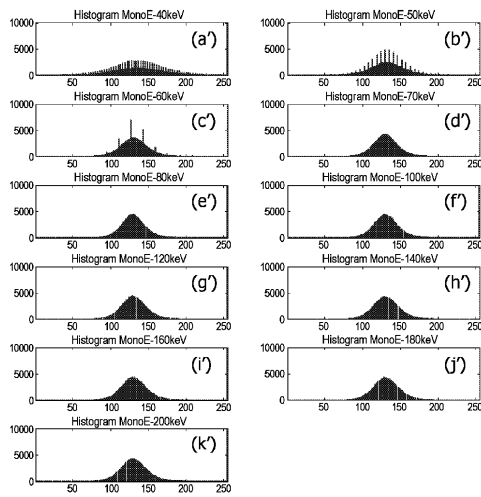 Histogram MonoE-40keV
10000
5000
0
50 100 150 200 250
(a')
Histogram MonoE-50keV
10000
5000
0
50 100 150 200 250
(b')
Histogram MonoE-60keV
10000
5000
0
50 100 150 200 250
(c')
Histogram MonoE-70keV
10000
5000
0
50 100 150 200 250
(d')
Histogram MonoE-80keV
10000
5000
0
50 100 150 200 250
(e')
Histogram MonoE-100keV
10000
5000
0
50 100 150 200 250
(f')
Histogram MonoE-120keV
10000
5000
0
50 100 150 200 250
(g')
Histogram MonoE-140keV
10000
5000
0
50 100 150 200 250
(h')
Histogram MonoE-160keV
10000
5000
0
50 100 150 200 250
(i')
Histogram MonoE-180keV
10000
5000
0
50 100 150 200 250
(j')
Histogram MonoE-200keV
10000
5000
0
50 100 150 200 250
(k')